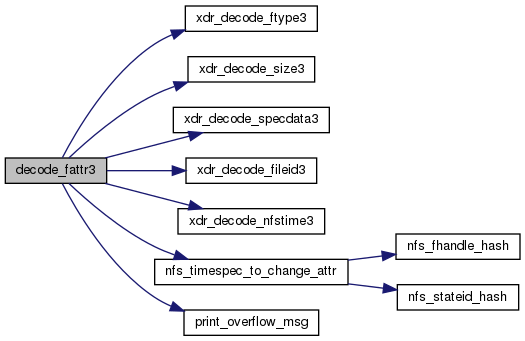 xdr_decode_ftype3
xdr_decode_size3
xdr_decode_specdata3
decode_fattr3
xdr_decode_fileid3
xdr_decode_nfstime3
nfs_fhandle_hash
nfs_timespec_to_change_attr
nfs_stateid_hash
print_overflow_msg